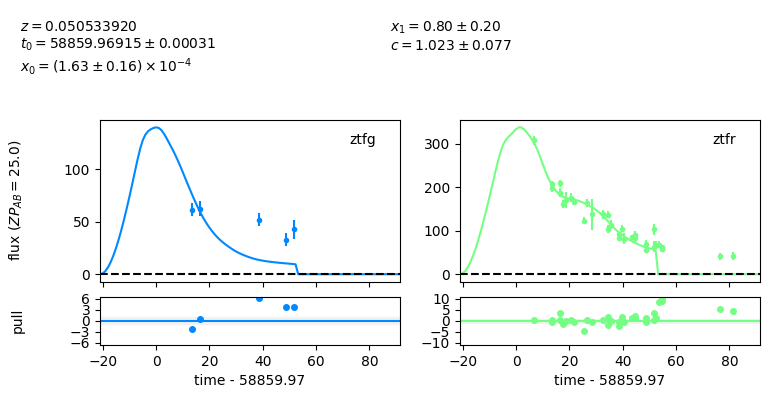 z = 0.050533920
t₀ = 58859.96915 ± 0.00031
x₀ = (1.63 ± 0.16) × 10⁻⁴
x₁ = 0.80 ± 0.20
c = 1.023 ± 0.077
flux (ZP_AB = 25.0)
ztfg
100
50
0
ztfr
300
200
100
0
pull
6
3
0
−3
−6
−20 0 20 40 60 80
time - 58859.97
10
5
0
−5
−10
−20 0 20 40 60 80
time - 58859.97